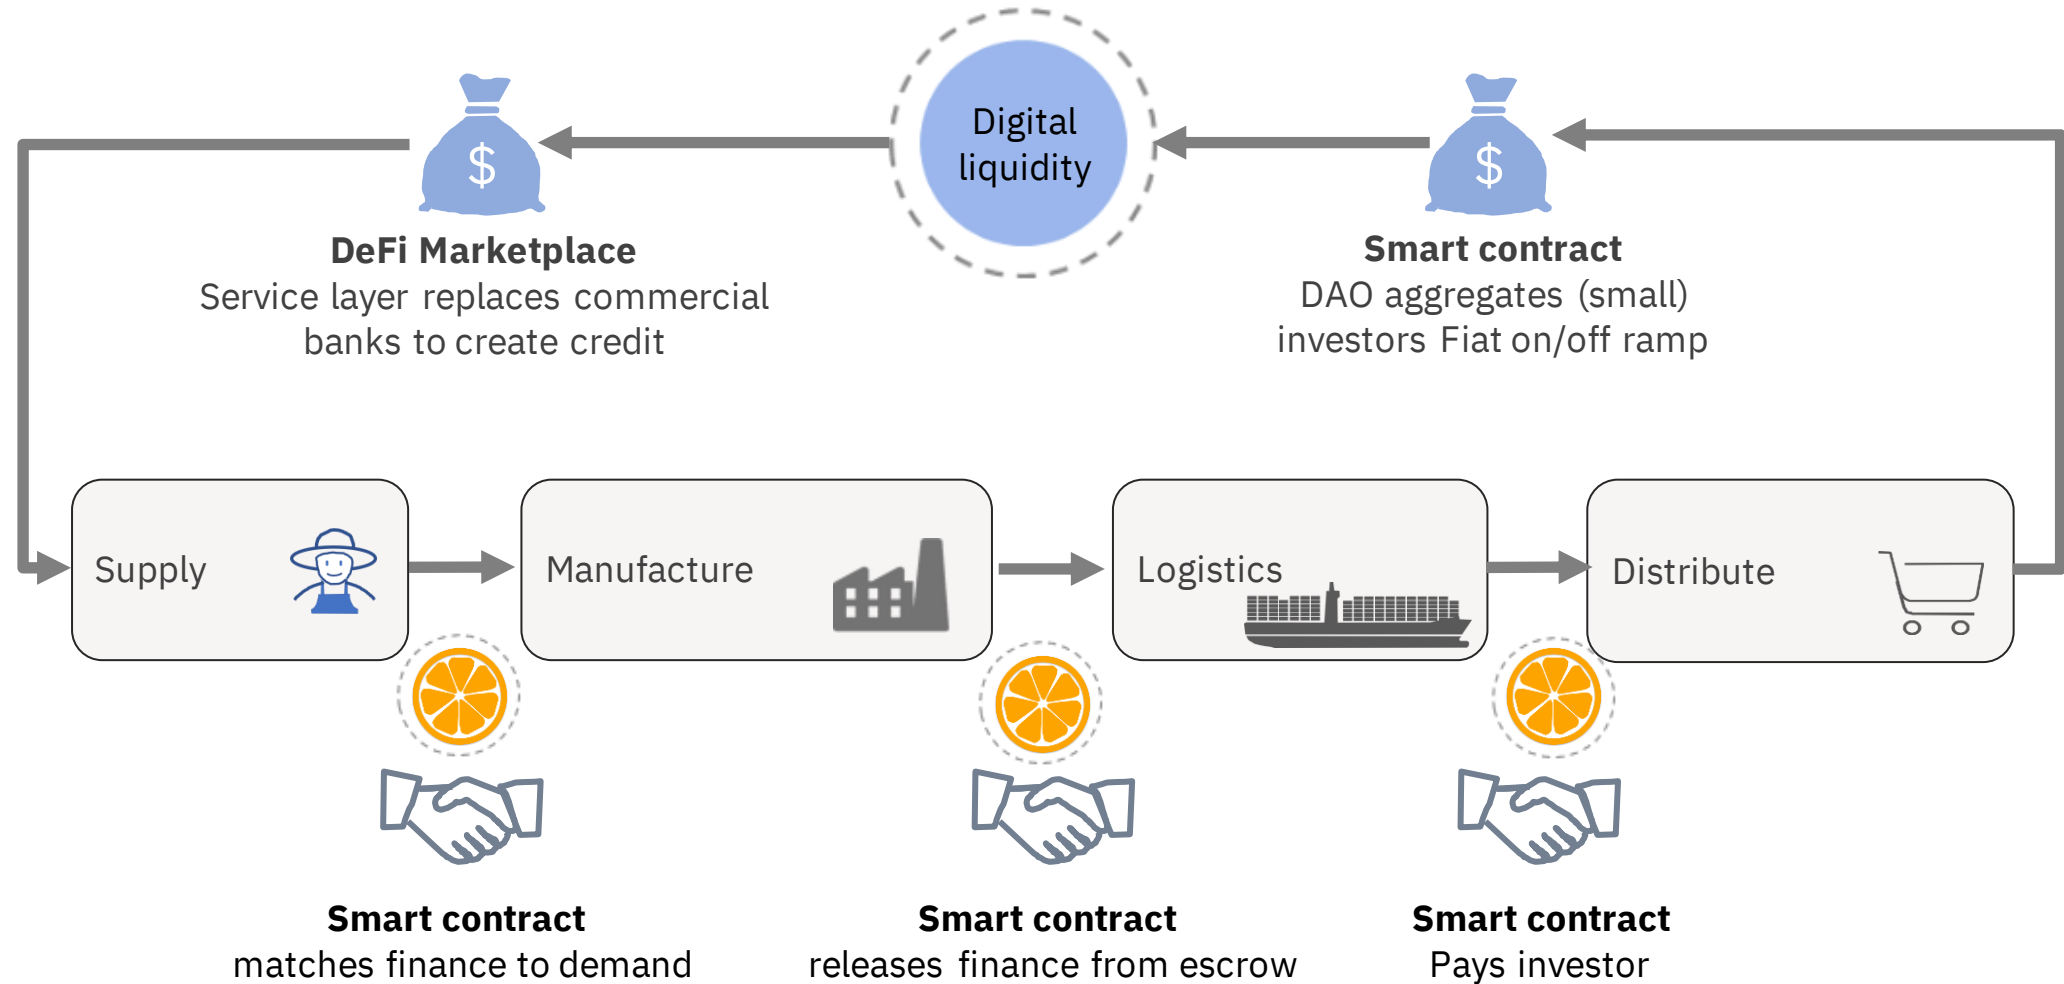 Digital
liquidity
$
$
DeFi Marketplace
Service layer replaces commercial
banks to create credit
Smart contract
DAO aggregates (small)
investors Fiat on/off ramp
Supply
Manufacture
Logistics
Distribute
Smart contract
matches finance to demand
Smart contract
releases finance from escrow
Smart contract
Pays investor